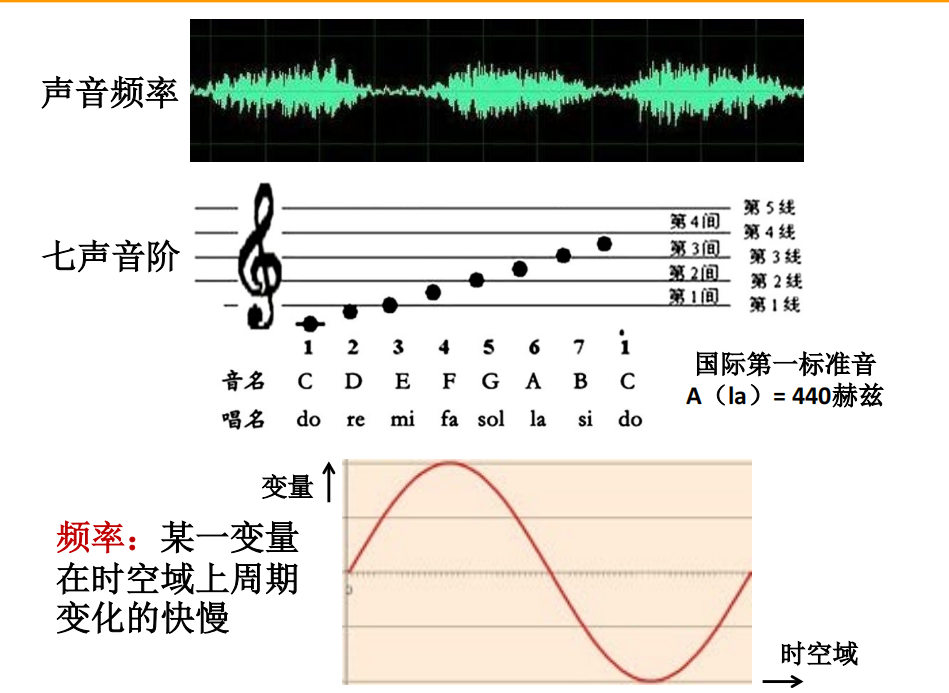 声音频率
七声音阶
第5线
第4间
第4线
第3间
第3线
第2间
第2线
第1间
第1线
1 2 3 4 5 6 7 i
音名 C D E F G A B C
唱名 do re mi fa sol la si do
国际第一标准音
A（la）= 440赫兹
变量
频率：某一变量
在时空域上周期
变化的快慢
0
时空域